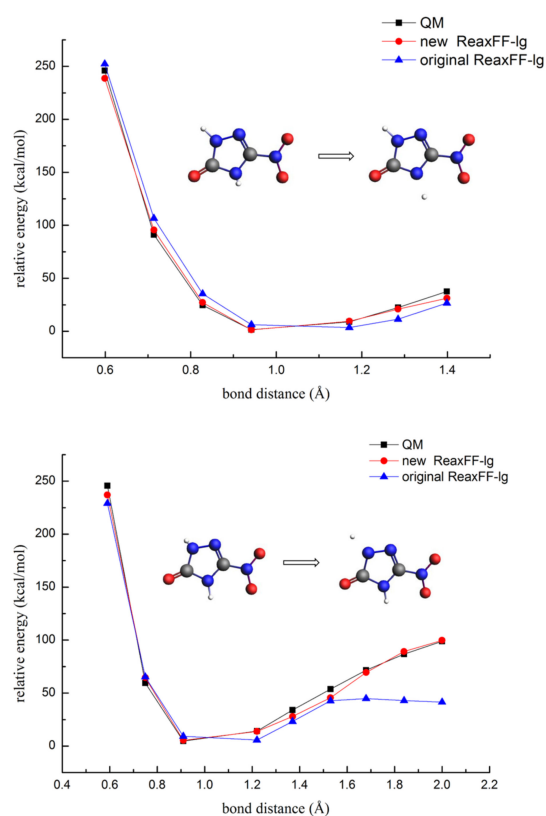 QM
new ReaxFF-lg
original ReaxFF-lg
250
200
150
100
50
0
relative energy (kcal/mol)
0.6 0.8 1.0 1.2 1.4
bond distance (Å)
QM
new ReaxFF-lg
original ReaxFF-lg
250
200
150
100
50
0
relative energy (kcal/mol)
0.4 0.6 0.8 1.0 1.2 1.4 1.6 1.8 2.0 2.2
bond distance (Å)